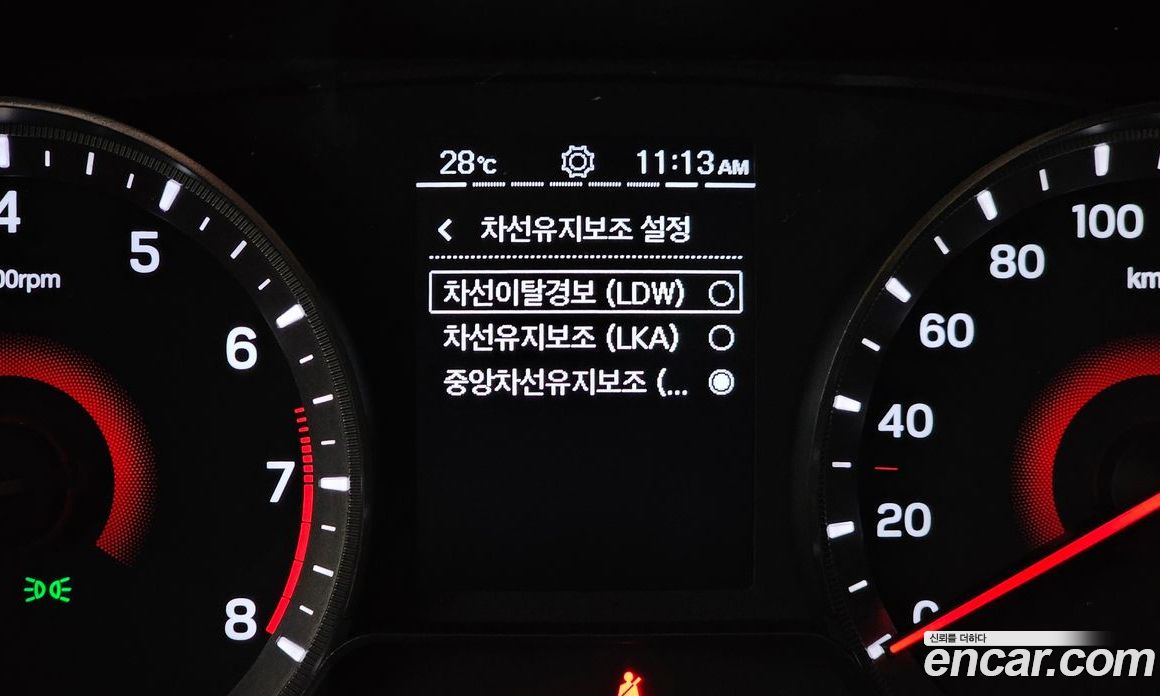 28℃ 11:13 AM
차선유지보조 설정
차선이탈경보 (LDW)
차선유지보조 (LKA)
중앙차선유지보조 (...
4
5
00rpm
6
7
8
100
80
km
60
40
20
0
신뢰를 더하다
encar.com